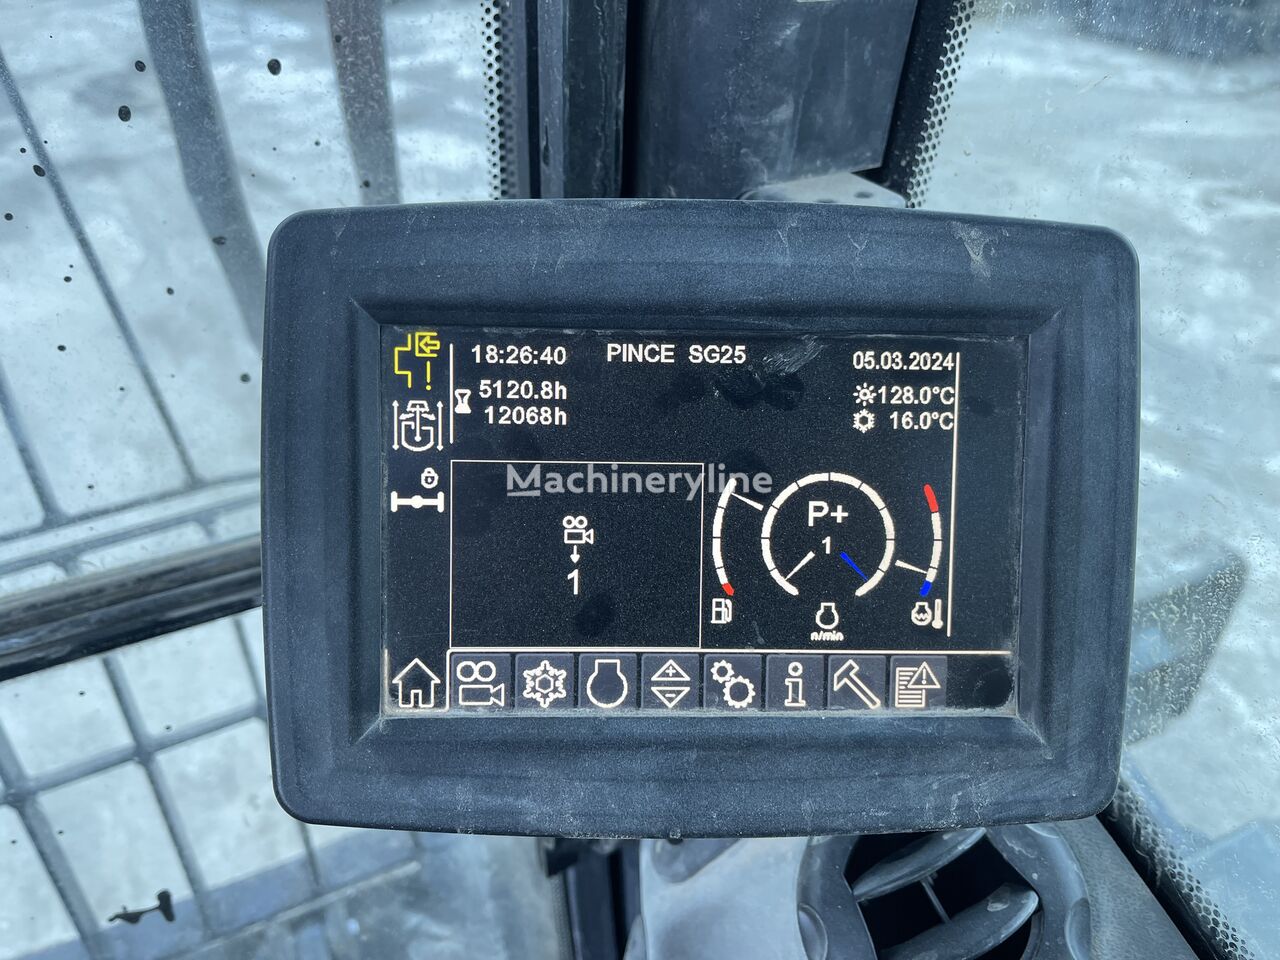 18:26:40 PINCE SG25 05.03.2024
5120.8h 128.0°C
12068h 16.0°C
Machineryline
P+
1
1
n/min